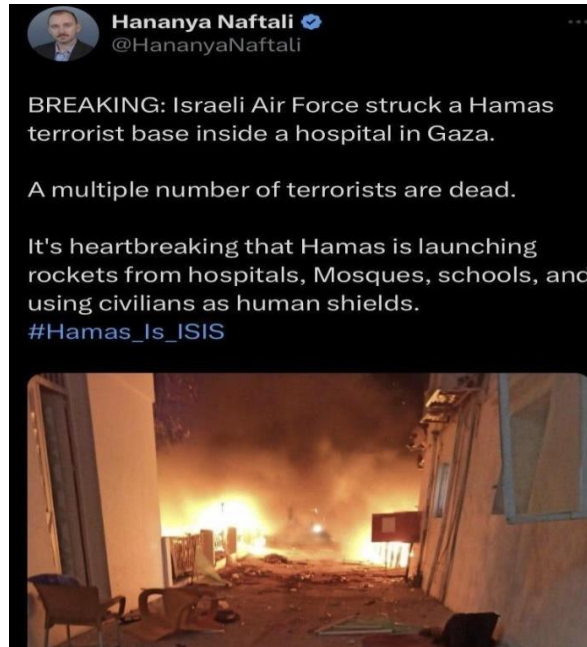 Hananya Naftali
@HananyaNaftali
BREAKING: Israeli Air Force struck a Hamas
terrorist base inside a hospital in Gaza.
A multiple number of terrorists are dead.
It's heartbreaking that Hamas is launching
rockets from hospitals, Mosques, schools, and
using civilians as human shields.
#Hamas_Is_ISIS